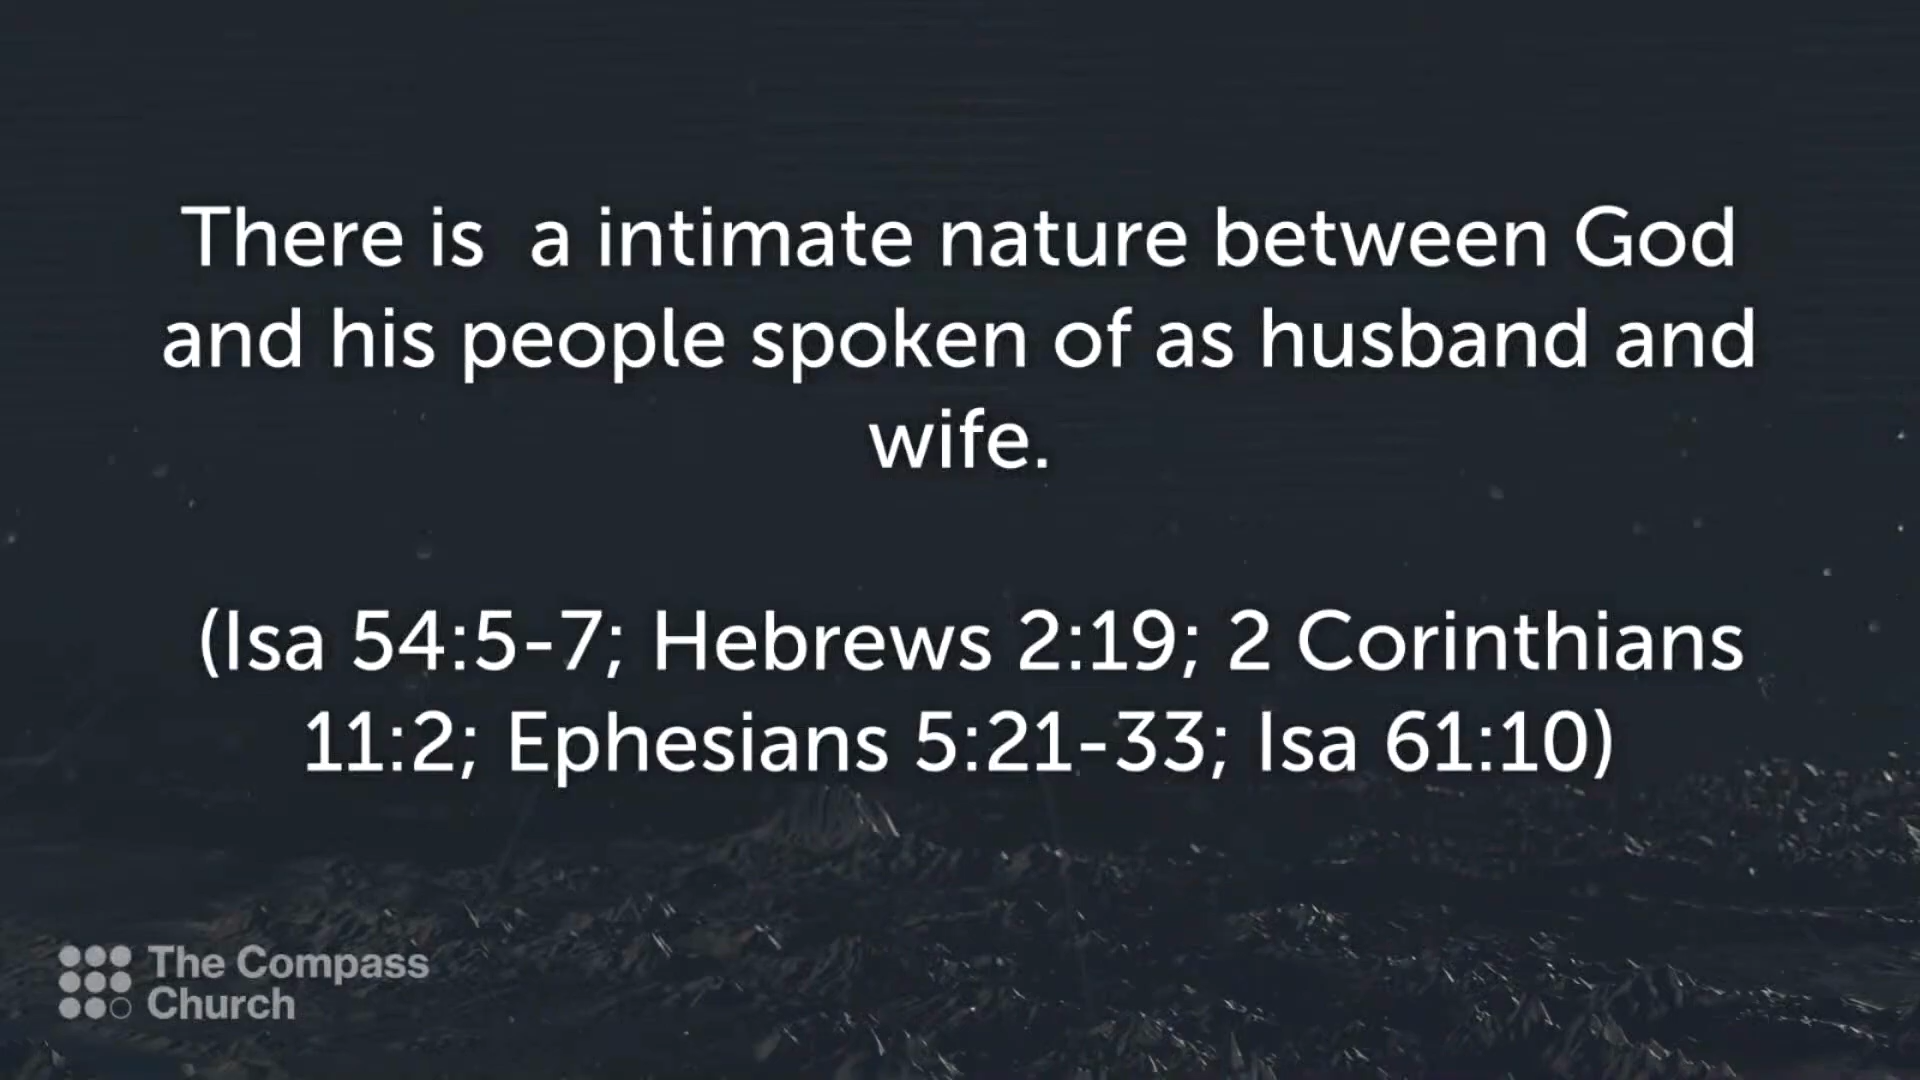 There is  a intimate nature between God
and his people spoken of as husband and
wife.
(Isa 54:5-7; Hebrews 2:19; 2 Corinthians
11:2; Ephesians 5:21-33; Isa 61:10)
The Compass
Church